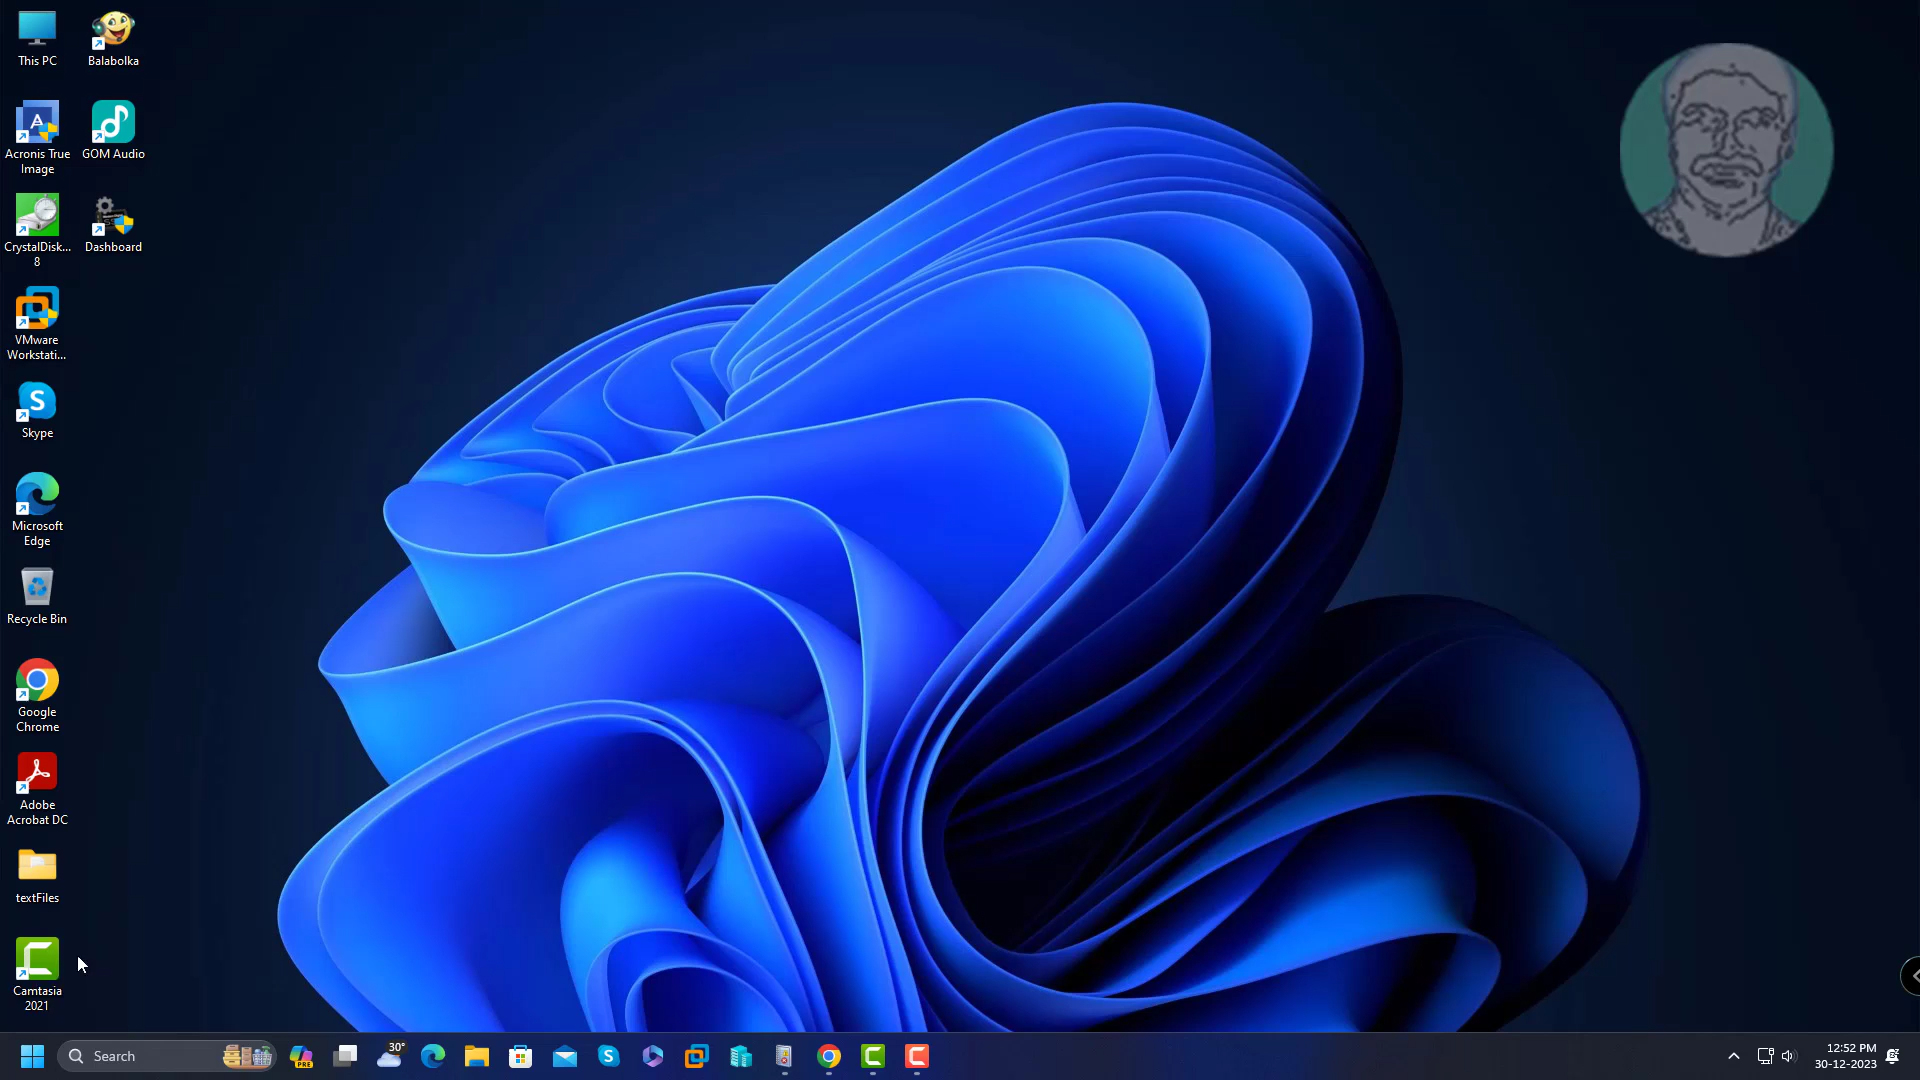 This PC
Balabolka
Acronis True
Image
GOM Audio
CrystalDisk...
8
Dashboard
VMware
Workstati...
Skype
Microsoft
Edge
Recycle Bin
Google
Chrome
Adobe
Acrobat DC
textFiles
Camtasia
2021
Search
PRE
30°
12:52 PM
30-12-2023